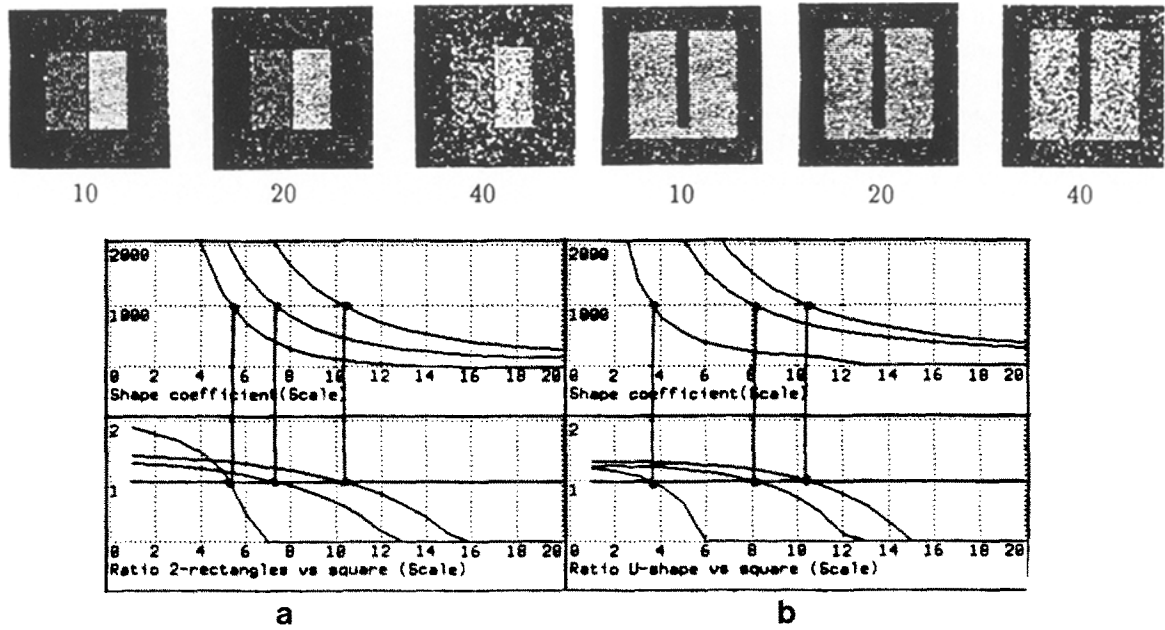 10 20 40 10 20 40
2000 2000
1000 1000
0 2 4 6 8 10 12 14 16 18 20 0 2 4 6 8 10 12 14 16 18 20
Shape coefficient(Scale) Shape coefficient(Scale)
2 2
1 1
0 2 4 6 8 10 12 14 16 18 20 0 2 4 6 8 10 12 14 16 18 20
Ratio 2-rectangles vs square (Scale) Ratio U-shape vs square (Scale)
a b